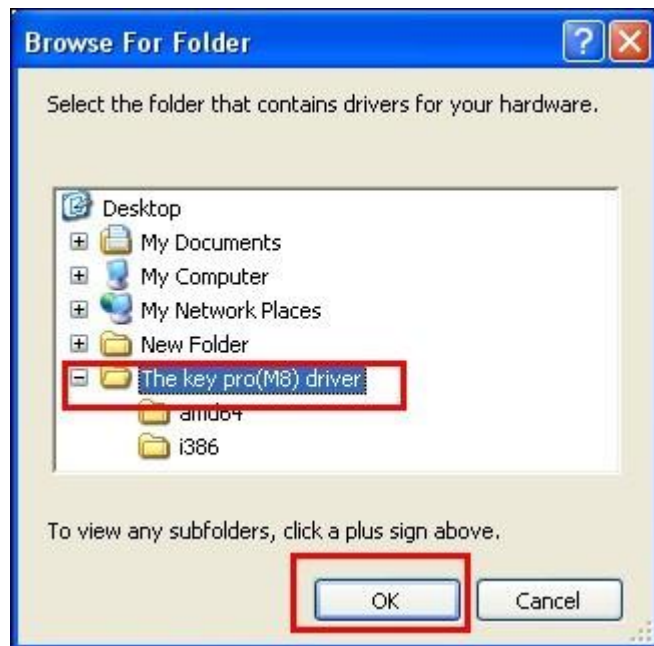 Browse For Folder
Select the folder that contains drivers for your hardware.
Desktop
My Documents
My Computer
My Network Places
New Folder
The key pro(M8) driver
amd64
i386
To view any subfolders, click a plus sign above.
OK
Cancel